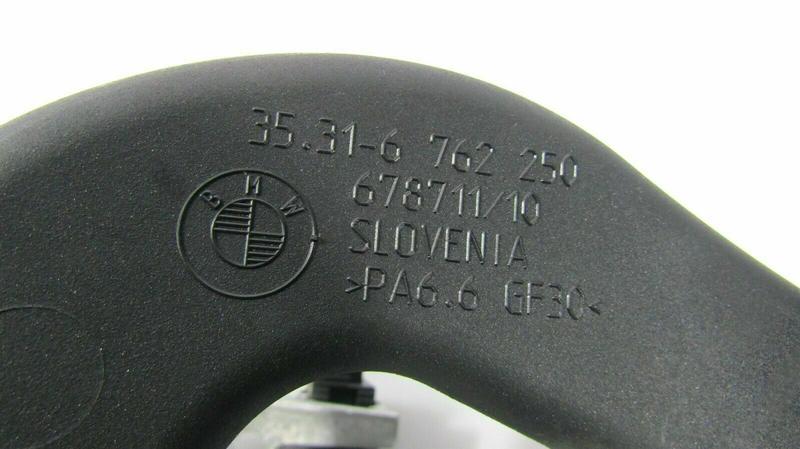 35.31-6 762 250
678711/10
BMW
SLOVENIA
>PA6.6 GF30<